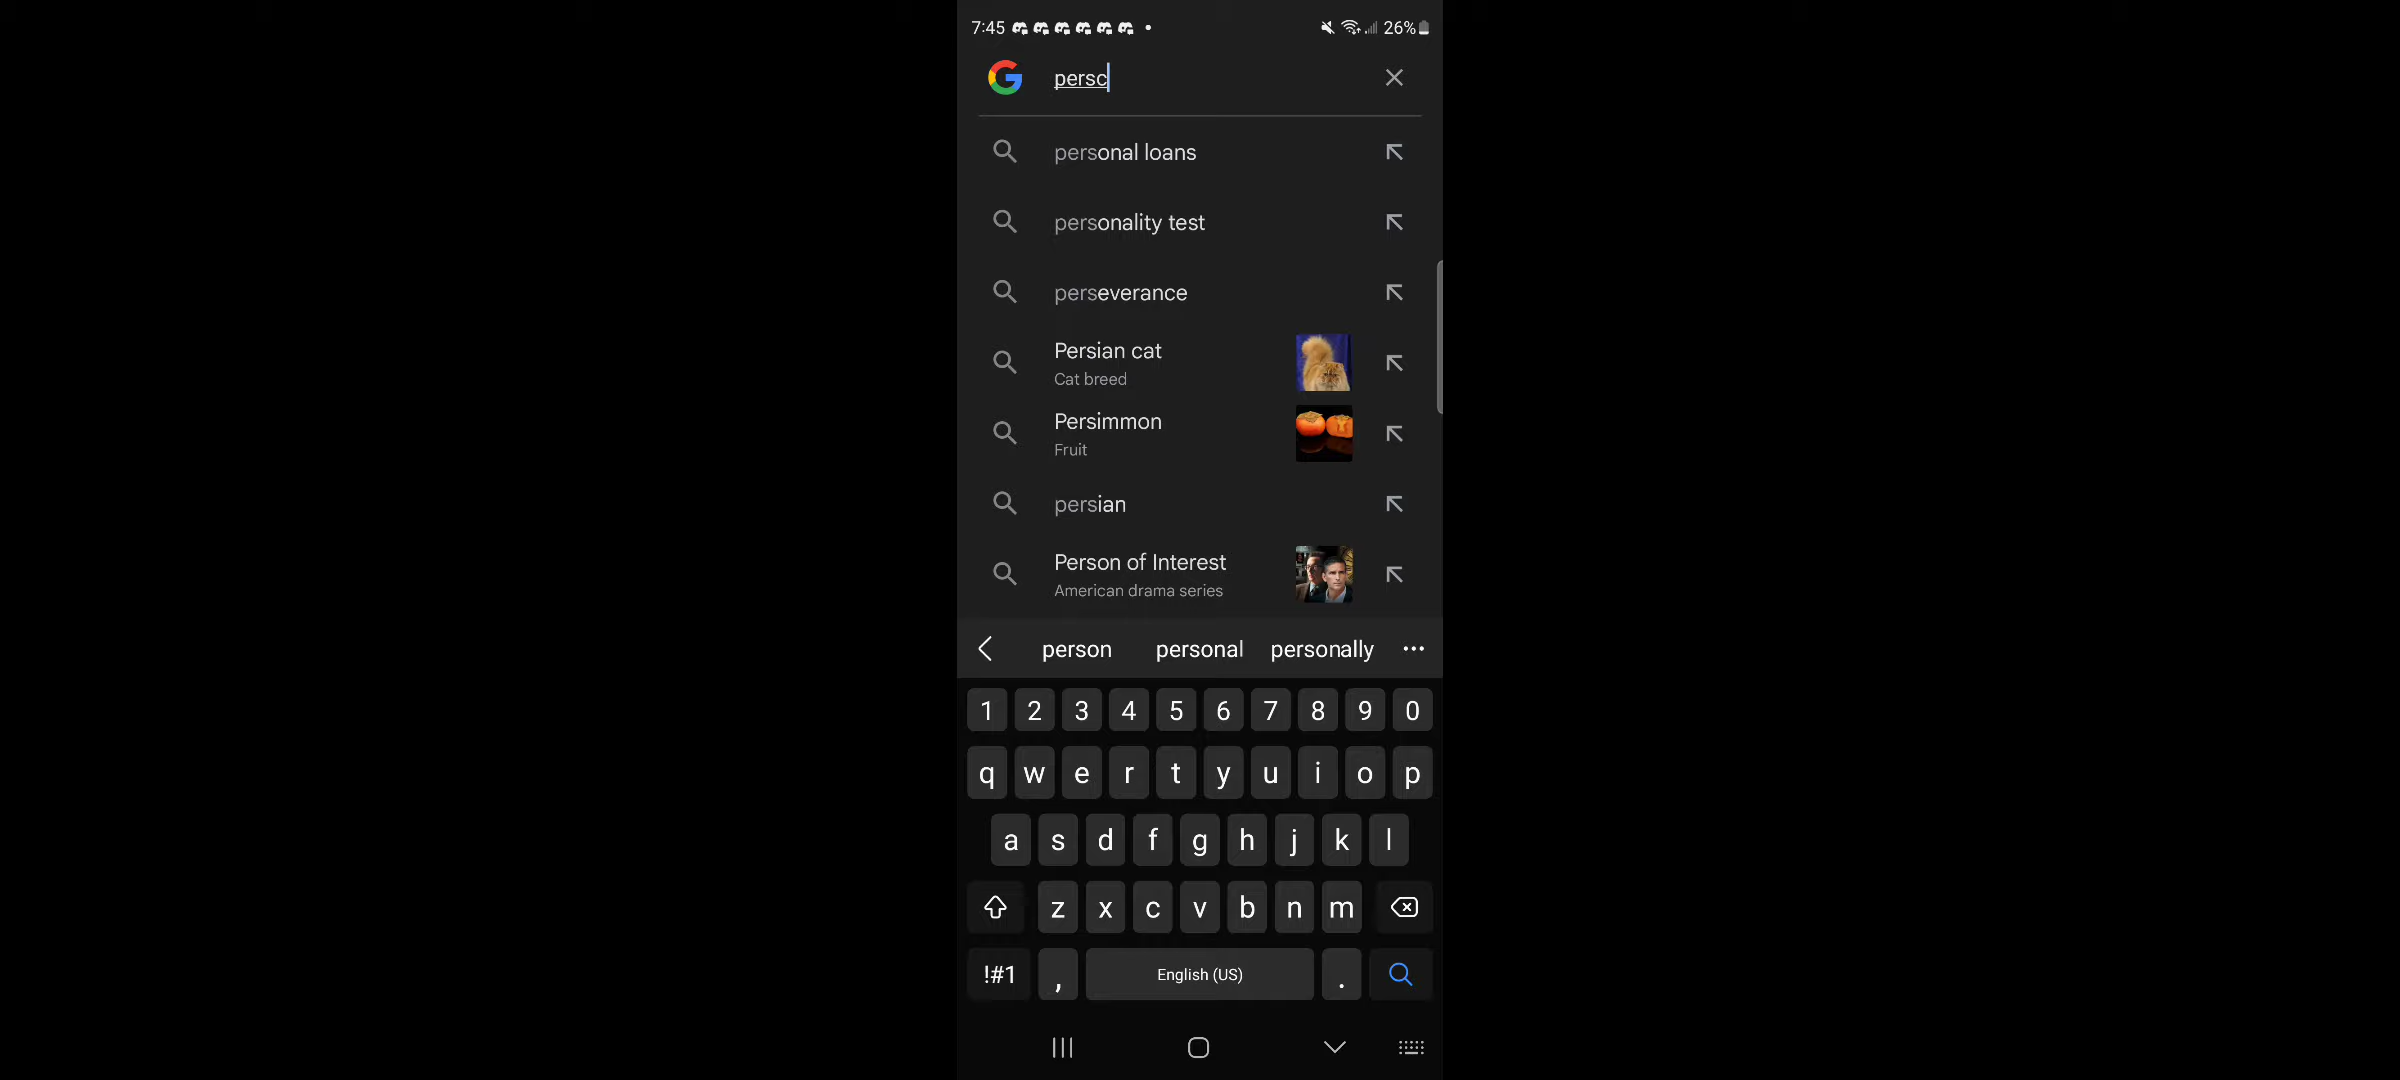 7:45 26%
persc
personal loans
personality test
perseverance
Persian cat
Cat breed
Persimmon
Fruit
persian
Person of Interest
American drama series
person personal personally
1 2 3 4 5 6 7 8 9 0
q w e r t y u i o p
a s d f g h j k l
z x c v b n m
!#1 , English (US) .